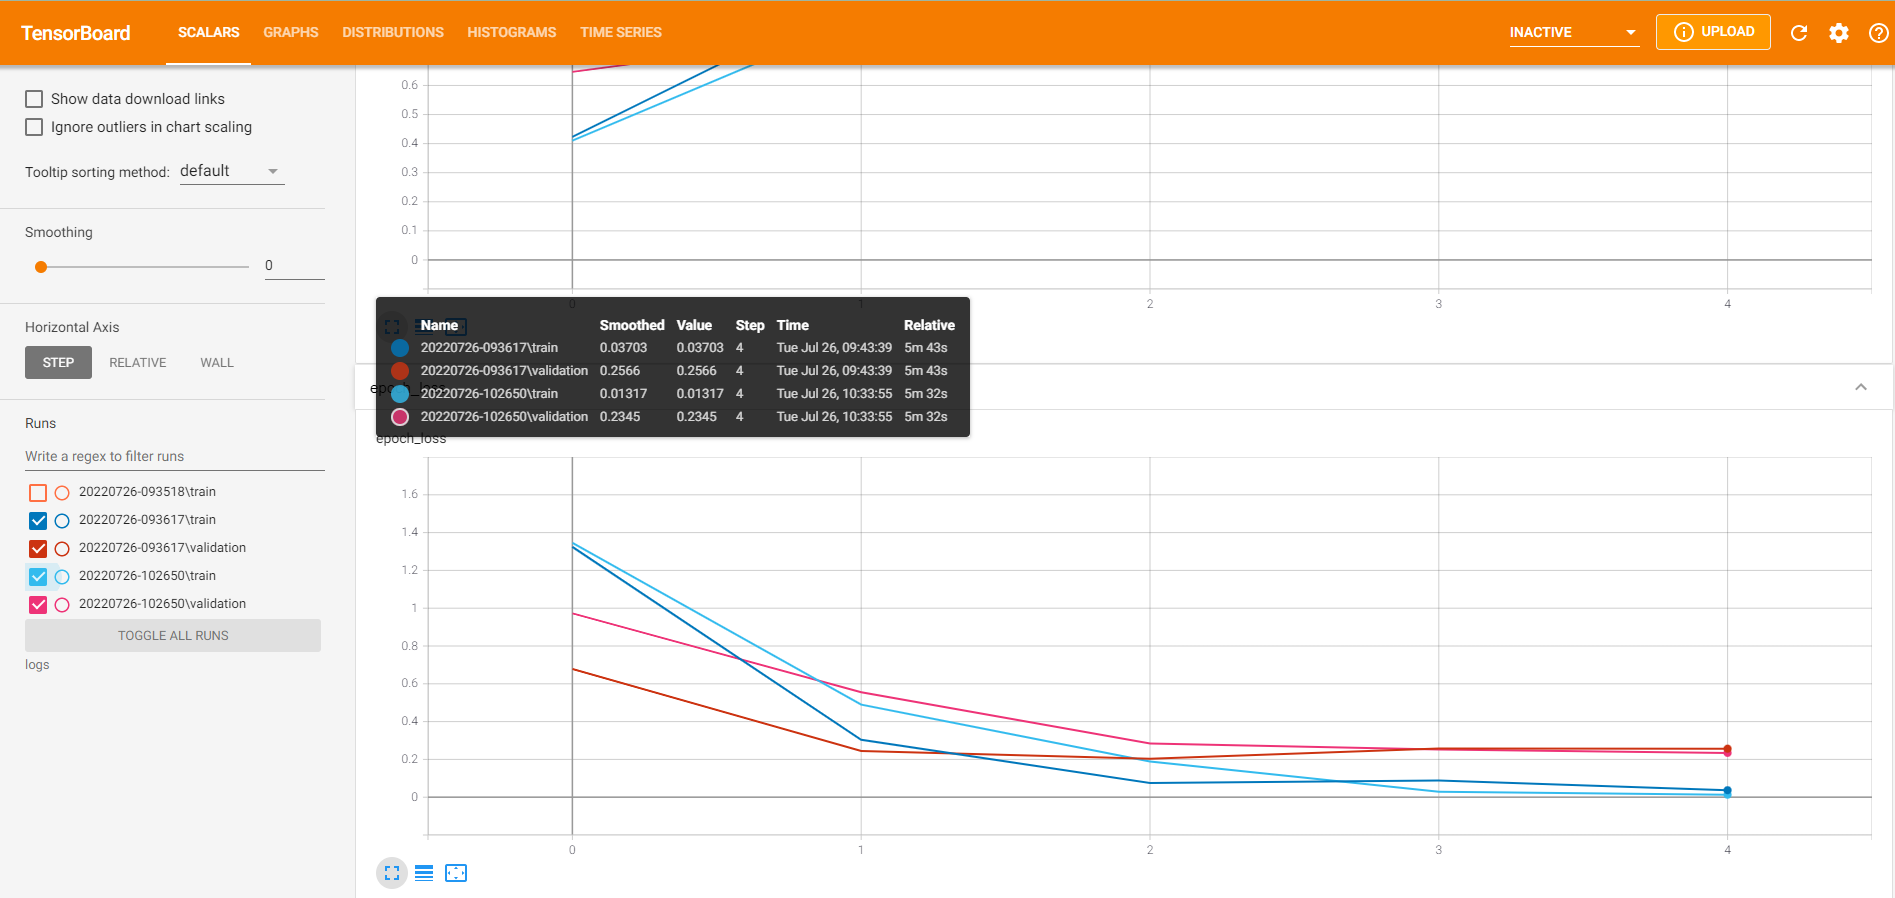 TensorBoard SCALARS GRAPHS DISTRIBUTIONS HISTOGRAMS TIME SERIES INACTIVE UPLOAD
Show data download links
Ignore outliers in chart scaling
Tooltip sorting method: default
Smoothing
0
Horizontal Axis
STEP RELATIVE WALL
Runs
Write a regex to filter runs
20220726-093518\train
20220726-093617\train
20220726-093617\validation
20220726-102650\train
20220726-102650\validation
TOGGLE ALL RUNS
logs
0.6
0.5
0.4
0.3
0.2
0.1
0
0 1 2 3 4
Name Smoothed Value Step Time Relative
20220726-093617\train 0.03703 0.03703 4 Tue Jul 26, 09:43:39 5m 43s
20220726-093617\validation 0.2566 0.2566 4 Tue Jul 26, 09:43:39 5m 43s
20220726-102650\train 0.01317 0.01317 4 Tue Jul 26, 10:33:55 5m 32s
20220726-102650\validation 0.2345 0.2345 4 Tue Jul 26, 10:33:55 5m 32s
epoch_loss
epoch_loss
1.6
1.4
1.2
1
0.8
0.6
0.4
0.2
0
0 1 2 3 4